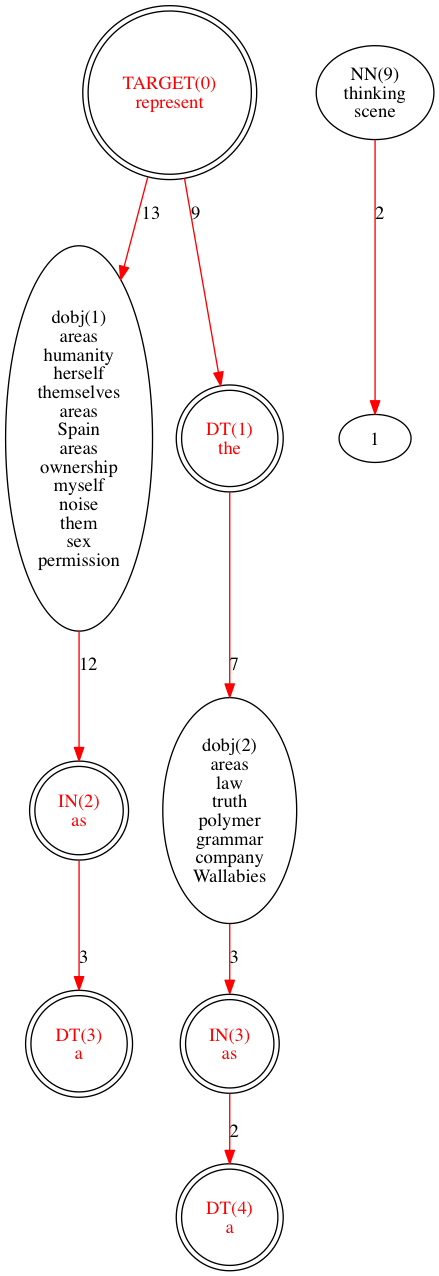 TARGET(0)
represent
NN(9)
thinking
scene
13
9
2
dobj(1)
areas
humanity
herself
themselves
areas
Spain
areas
ownership
myself
noise
them
sex
permission
DT(1)
the
1
12
7
dobj(2)
areas
law
truth
polymer
grammar
company
Wallabies
IN(2)
as
3
3
DT(3)
a
IN(3)
as
2
DT(4)
a